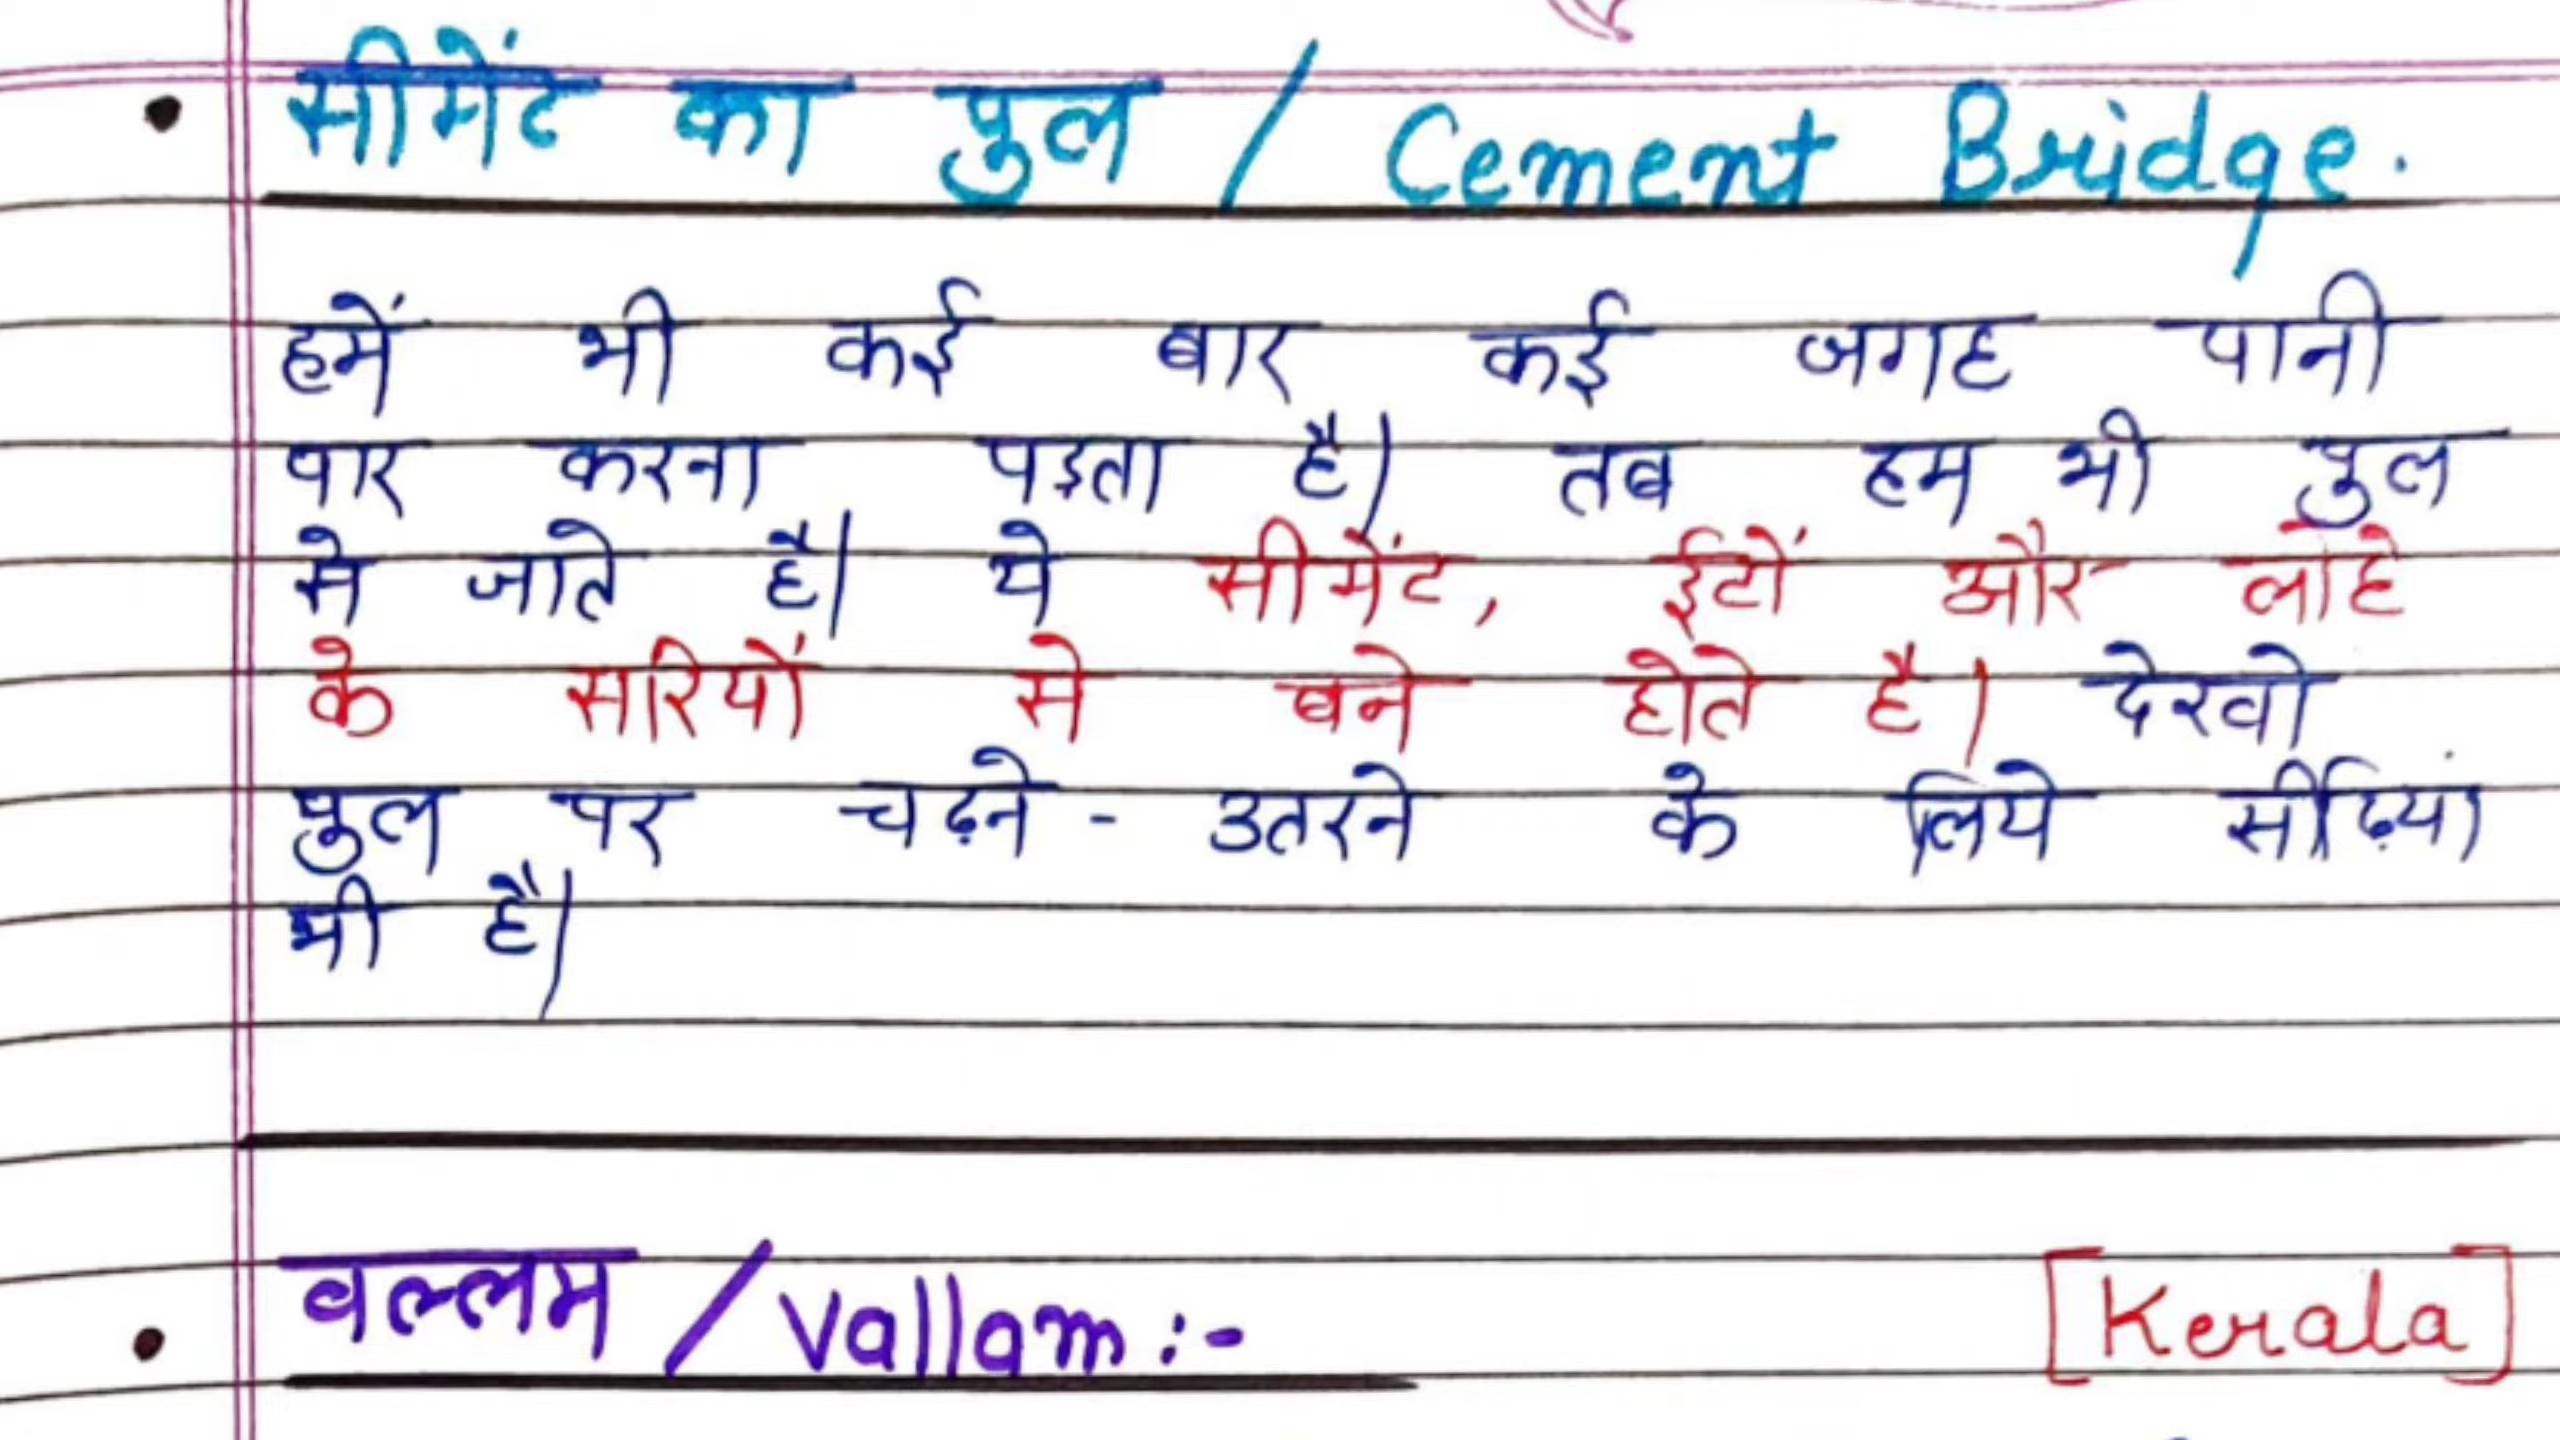 • सीमेंट का पुल / Cement Bridge.
हमें भी कई बार कई जगह पानी
पार करना पड़ता है। तब हम भी पुल
से जाते है। ये सीमेंट, ईटों और लोहे
के सरियों से बने होते है। देखो
पुल पर चढ़ने - उतरने के लिये सीढ़ियां
भी है।
• वल्लम / Vallam :- [Kerala]